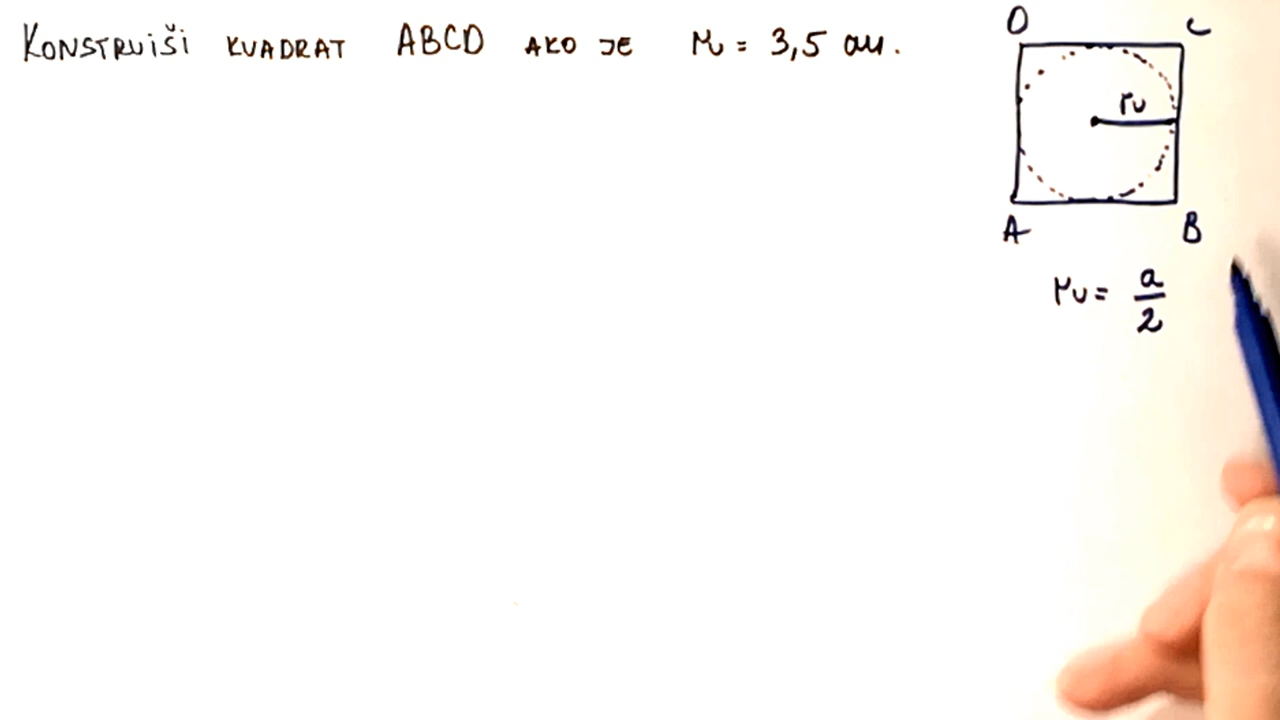 KONSTRUIŠI KVADRAT ABCD AKO JE ru = 3,5 cm.
D C
ru
A B
ru = a/2